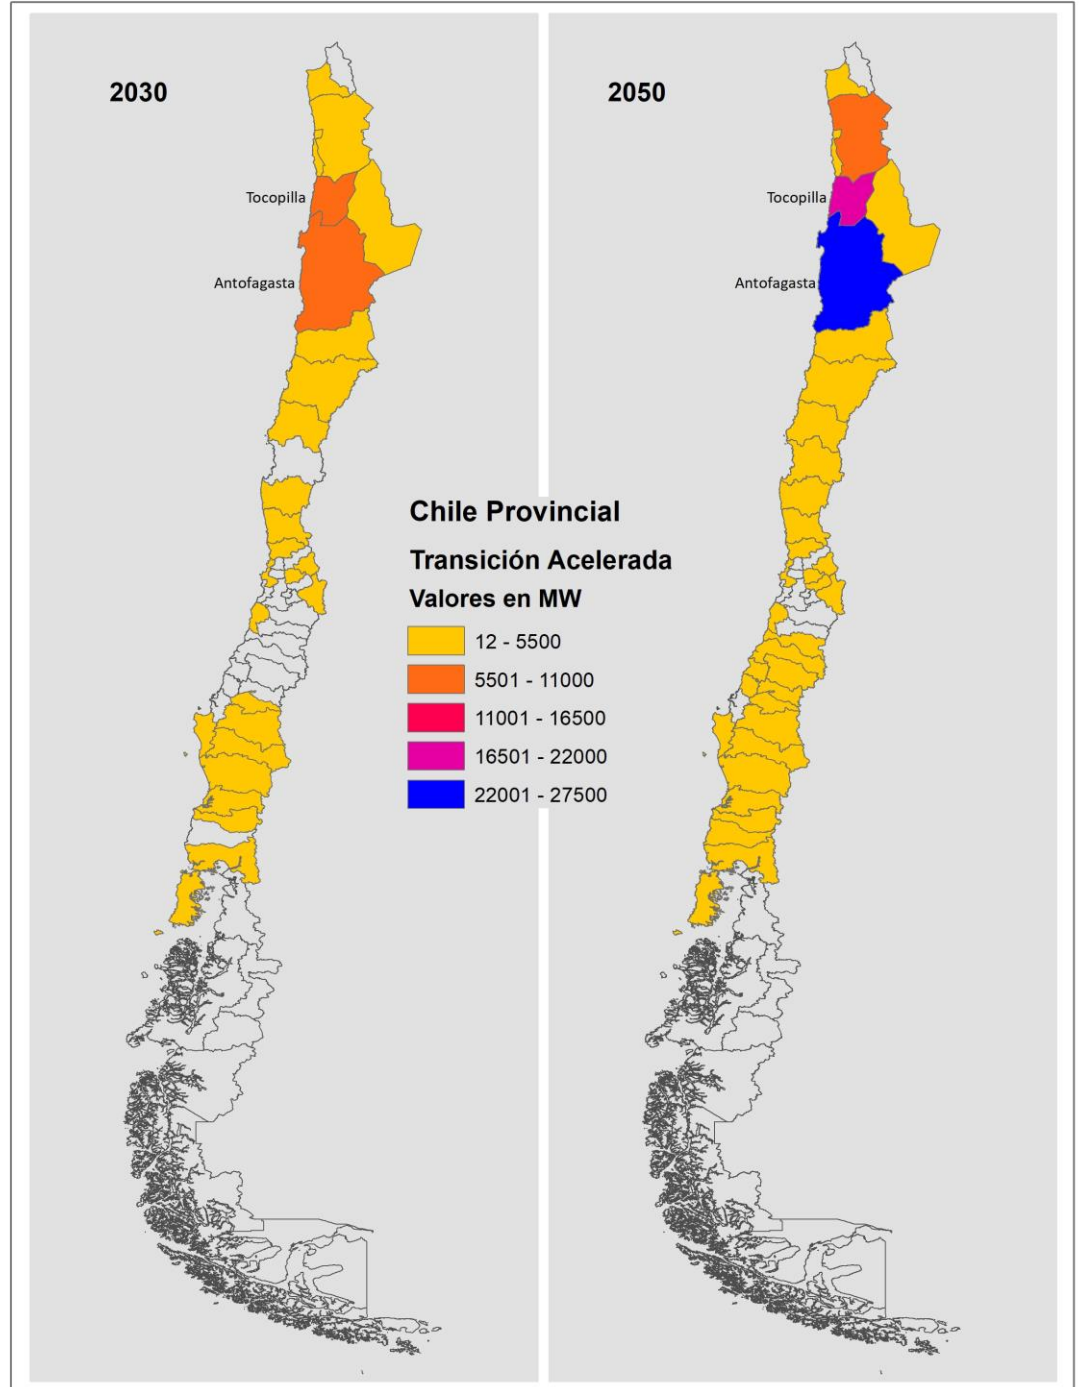 2030
2050
Tocopilla
Tocopilla
Antofagasta
Antofagasta
Chile Provincial
Transición Acelerada
Valores en MW
12 - 5500
5501 - 11000
11001 - 16500
16501 - 22000
22001 - 27500